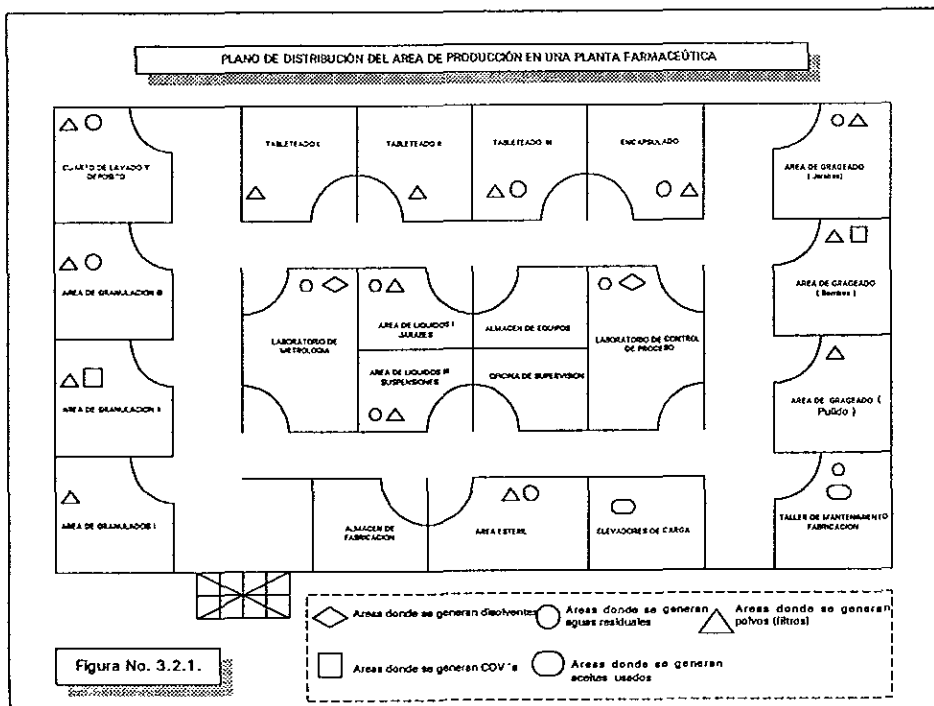 PLANO DE DISTRIBUCIÓN DEL AREA DE PRODUCCIÓN EN UNA PLANTA FARMACEÚTICA
CUARTO DE LAVADO Y
DEPOSITO
TABLETEADO I
TABLETEADO II
TABLETEADO III
ENCAPSULADO
AREA DE GRAGEADO
( Jarabes)
AREA DE GRANULACION III
AREA DE GRAGEADO
( Bombos )
LABORATORIO DE
METROLOGIA
AREA DE LIQUIDOS I
JARABES
ALMACEN DE EQUIPOS
LABORATORIO DE CONTROL
DE PROCESO
AREA DE LIQUIDOS II
SUSPENSIONES
OFICINA DE SUPERVISION
AREA DE GRANULACION II
AREA DE GRAGEADO (
Pulido )
AREA DE GRANULADOS I
ALMACEN DE
FABRICACION
AREA ESTERIL
ELEVADORES DE CARGA
TALLER DE MANTENIMIENTO
FABRICACION
Areas donde se generan disolventes
Areas donde se generan
aguas residuales
Areas donde se generan
polvos (filtros)
Areas donde se generan COV´s
Areas donde se generan
aceites usados
Figura No. 3.2.1.